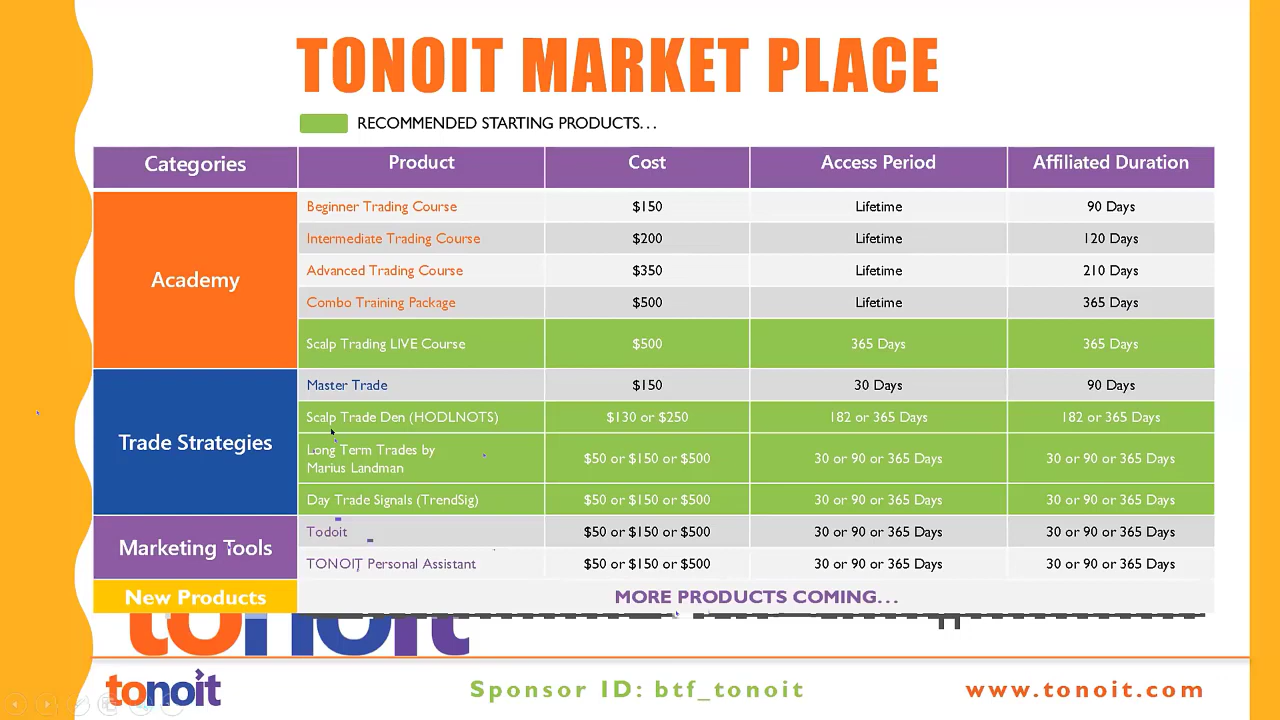 TONOIT MARKET PLACE
RECOMMENDED STARTING PRODUCTS...
Categories Product Cost Access Period Affiliated Duration
Academy
Beginner Trading Course $150 Lifetime 90 Days
Intermediate Trading Course $200 Lifetime 120 Days
Advanced Trading Course $350 Lifetime 210 Days
Combo Training Package $500 Lifetime 365 Days
Scalp Trading LIVE Course $500 365 Days 365 Days
Trade Strategies
Master Trade $150 30 Days 90 Days
Scalp Trade Den (HODLNOTS) $130 or $250 182 or 365 Days 182 or 365 Days
Long Term Trades by
Marius Landman $50 or $150 or $500 30 or 90 or 365 Days 30 or 90 or 365 Days
Day Trade Signals (TrendSig) $50 or $150 or $500 30 or 90 or 365 Days 30 or 90 or 365 Days
Marketing Tools
Todoit $50 or $150 or $500 30 or 90 or 365 Days 30 or 90 or 365 Days
TONOIT Personal Assistant $50 or $150 or $500 30 or 90 or 365 Days 30 or 90 or 365 Days
New Products MORE PRODUCTS COMING...
tonoit
tonoit Sponsor ID: btf_tonoit www.tonoit.com